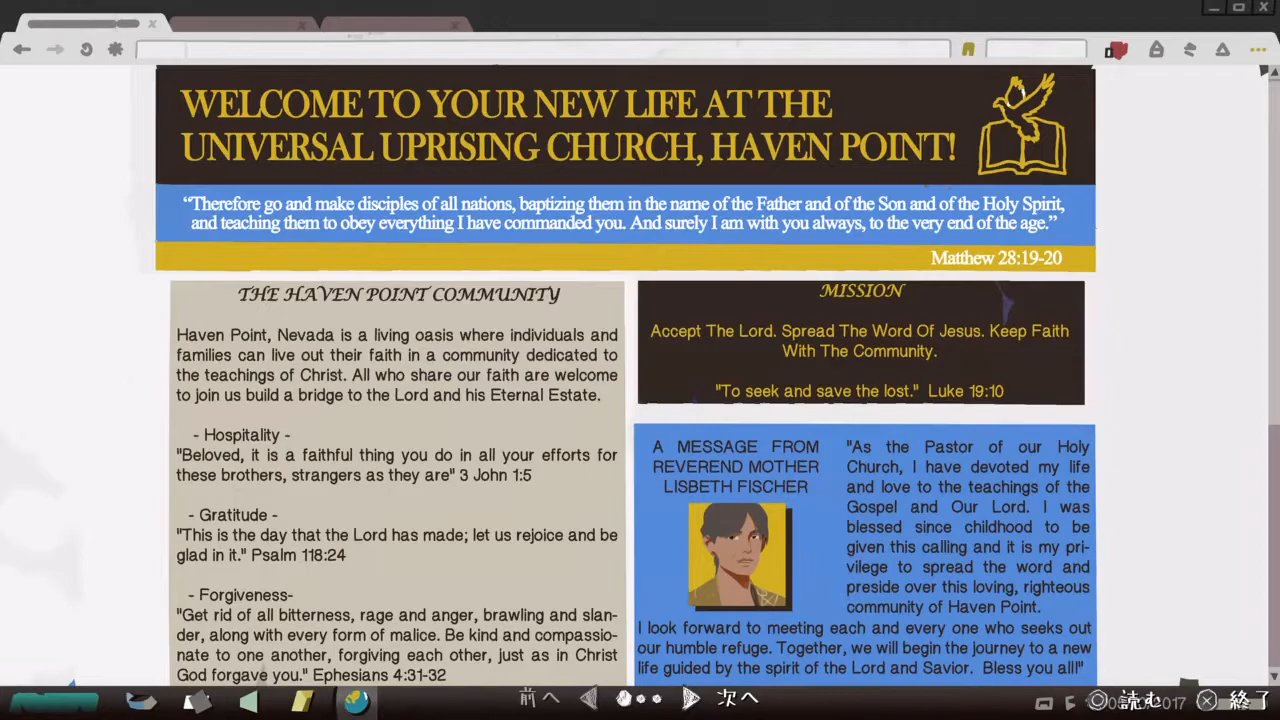 WELCOME TO YOUR NEW LIFE AT THE
UNIVERSAL UPRISING CHURCH, HAVEN POINT!
“Therefore go and make disciples of all nations, baptizing them in the name of the Father and of the Son and of the Holy Spirit,
and teaching them to obey everything I have commanded you. And surely I am with you always, to the very end of the age.”
Matthew 28:19-20
THE HAVEN POINT COMMUNITY
Haven Point, Nevada is a living oasis where individuals and
families can live out their faith in a community dedicated to
the teachings of Christ. All who share our faith are welcome
to join us build a bridge to the Lord and his Eternal Estate.
- Hospitality -
"Beloved, it is a faithful thing you do in all your efforts for
these brothers, strangers as they are" 3 John 1:5
- Gratitude -
"This is the day that the Lord has made; let us rejoice and be
glad in it." Psalm 118:24
- Forgiveness-
"Get rid of all bitterness, rage and anger, brawling and slan-
der, along with every form of malice. Be kind and compassio-
nate to one another, forgiving each other, just as in Christ
God forgave you." Ephesians 4:31-32
MISSION
Accept The Lord. Spread The Word Of Jesus. Keep Faith
With The Community.
"To seek and save the lost." Luke 19:10
A MESSAGE FROM
REVEREND MOTHER
LISBETH FISCHER
"As the Pastor of our Holy
Church, I have devoted my life
and love to the teachings of the
Gospel and Our Lord. I was
blessed since childhood to be
given this calling and it is my pri-
vilege to spread the word and
preside over this loving, righteous
community of Haven Point.
I look forward to meeting each and every one who seeks out
our humble refuge. Together, we will begin the journey to a new
life guided by the spirit of the Lord and Savior. Bless you all!"
前へ
次へ
読む
2017
終了